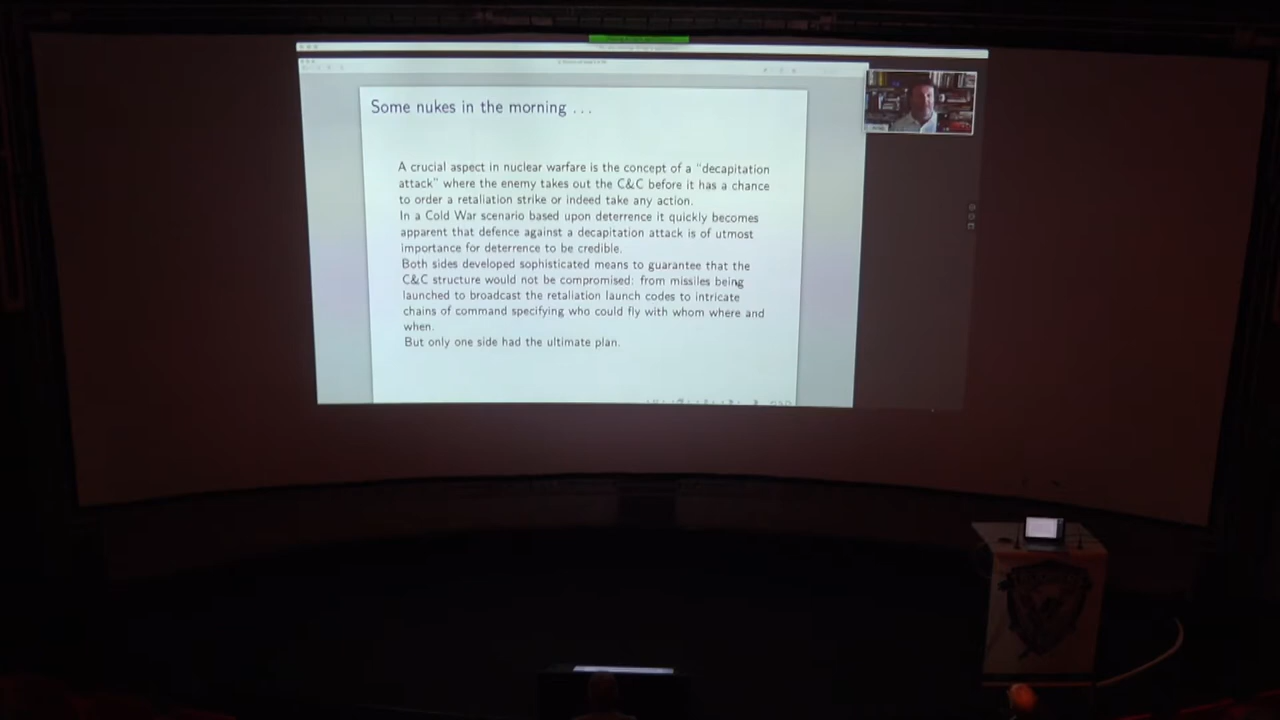 Some nukes in the morning ...
A crucial aspect in nuclear warfare is the concept of a "decapitation
attack" where the enemy takes out the C&C before it has a chance
to order a retaliation strike or indeed take any action.
In a Cold War scenario based upon deterrence it quickly becomes
apparent that defence against a decapitation attack is of utmost
importance for deterrence to be credible.
Both sides developed sophisticated means to guarantee that the
C&C structure would not be compromised: from missiles being
launched to broadcast the retaliation launch codes to intricate
chains of command specifying who could fly with whom where and
when.
But only one side had the ultimate plan.